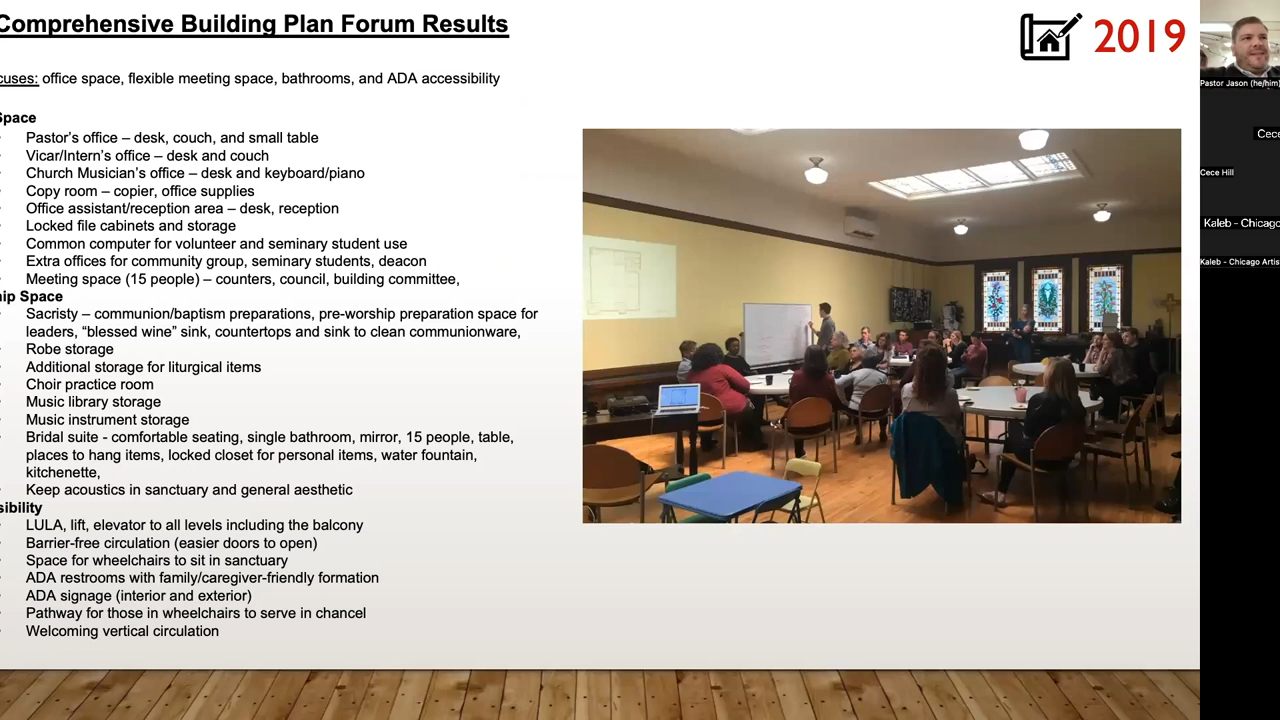 Comprehensive Building Plan Forum Results
2019
cuses: office space, flexible meeting space, bathrooms, and ADA accessibility
Space
Pastor's office – desk, couch, and small table
Vicar/Intern's office – desk and couch
Church Musician's office – desk and keyboard/piano
Copy room – copier, office supplies
Office assistant/reception area – desk, reception
Locked file cabinets and storage
Common computer for volunteer and seminary student use
Extra offices for community group, seminary students, deacon
Meeting space (15 people) – counters, council, building committee,
ip Space
Sacristy – communion/baptism preparations, pre-worship preparation space for
leaders, “blessed wine” sink, countertops and sink to clean communionware,
Robe storage
Additional storage for liturgical items
Choir practice room
Music library storage
Music instrument storage
Bridal suite - comfortable seating, single bathroom, mirror, 15 people, table,
places to hang items, locked closet for personal items, water fountain,
kitchenette,
Keep acoustics in sanctuary and general aesthetic
sibility
LULA, lift, elevator to all levels including the balcony
Barrier-free circulation (easier doors to open)
Space for wheelchairs to sit in sanctuary
ADA restrooms with family/caregiver-friendly formation
ADA signage (interior and exterior)
Pathway for those in wheelchairs to serve in chancel
Welcoming vertical circulation
Pastor Jason (he/him)
Cece
Cece Hill
Kaleb - Chicago
Kaleb - Chicago Artis